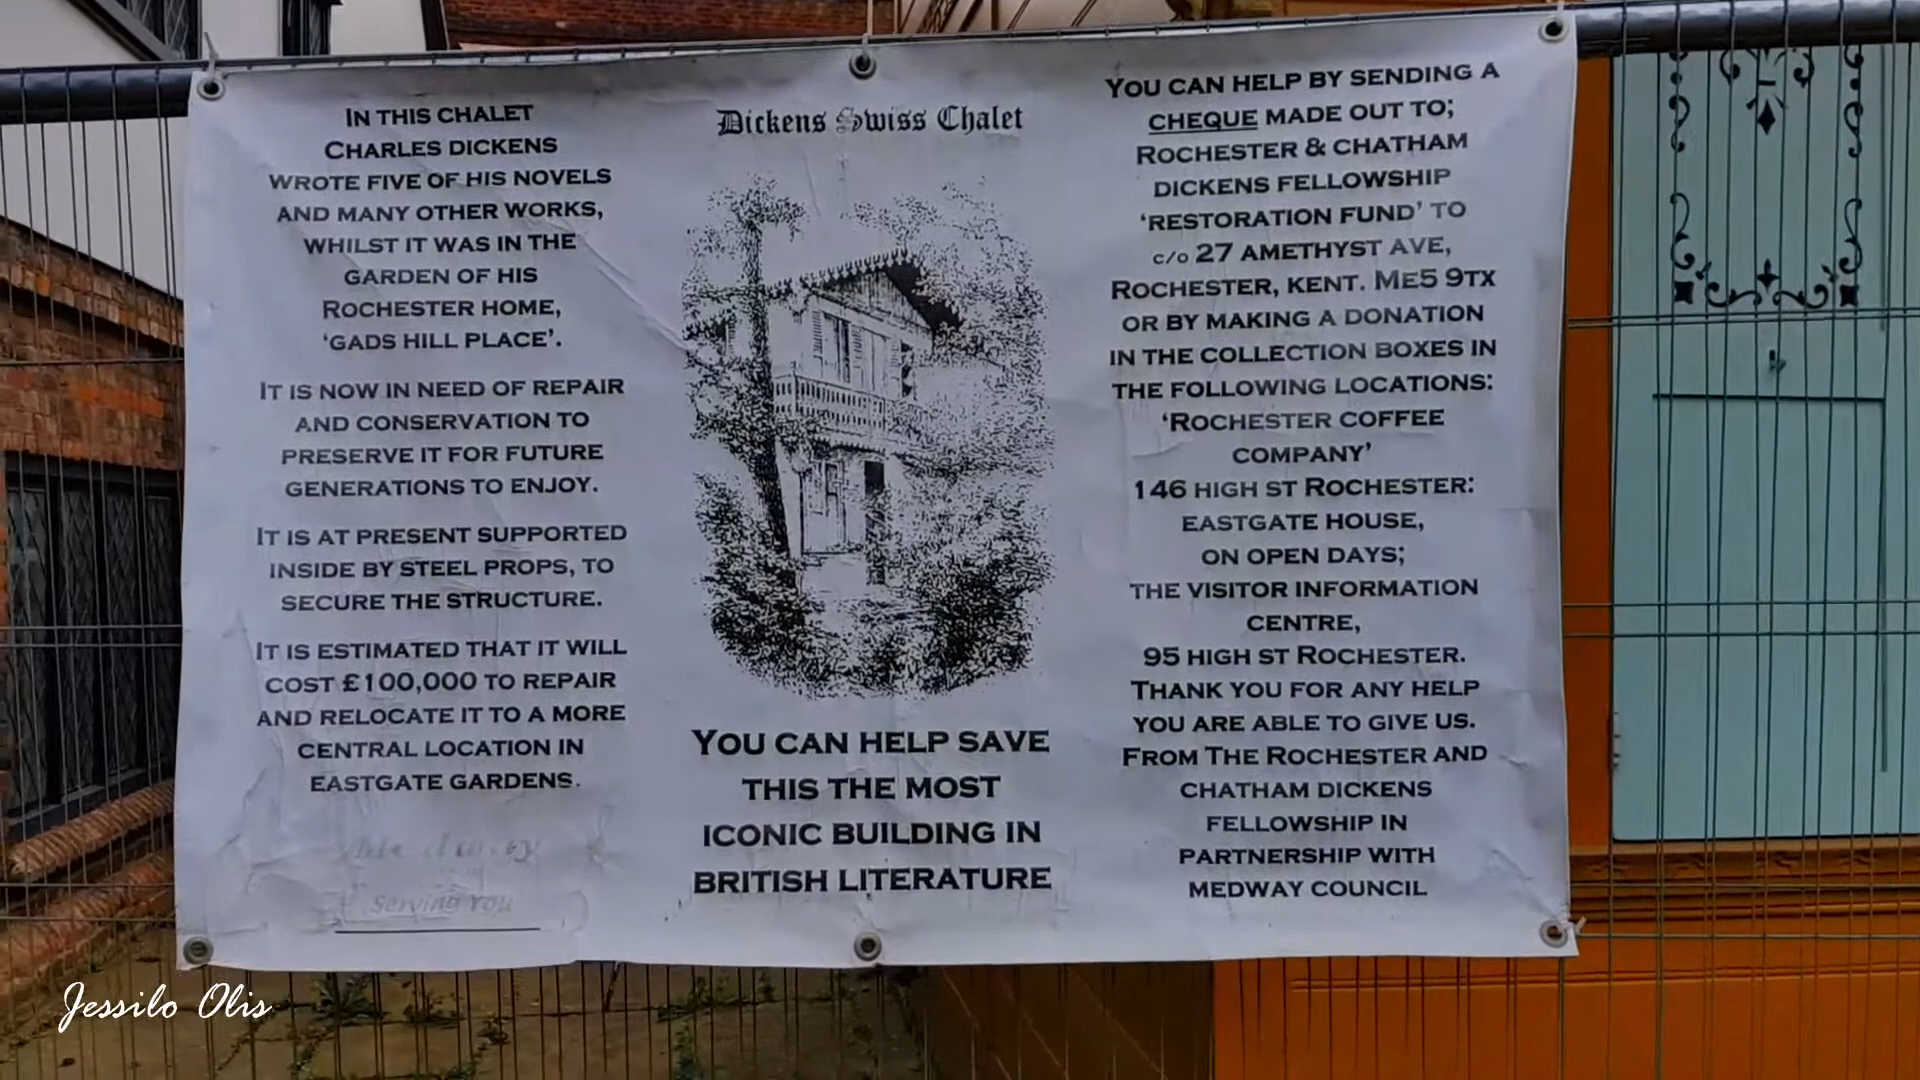 In this chalet
Charles Dickens
wrote five of his novels
and many other works,
whilst it was in the
garden of his
Rochester home,
'Gads Hill Place'.
It is now in need of repair
and conservation to
preserve it for future
generations to enjoy.
It is at present supported
inside by steel props, to
secure the structure.
It is estimated that it will
cost £100,000 to repair
and relocate it to a more
central location in
Eastgate Gardens.
Medway
Serving You
Dickens Swiss Chalet
You can help save
this the most
iconic building in
British literature
You can help by sending a
cheque made out to;
Rochester & Chatham
Dickens Fellowship
'Restoration Fund' to
c/o 27 Amethyst Ave,
Rochester, Kent. Me5 9TX
or by making a donation
in the collection boxes in
the following locations:
'Rochester Coffee
Company'
146 High St Rochester:
Eastgate House,
on open days;
the Visitor Information
Centre,
95 High St Rochester.
Thank you for any help
you are able to give us.
From The Rochester and
Chatham Dickens
Fellowship in
partnership with
Medway Council
Jessilo Olis